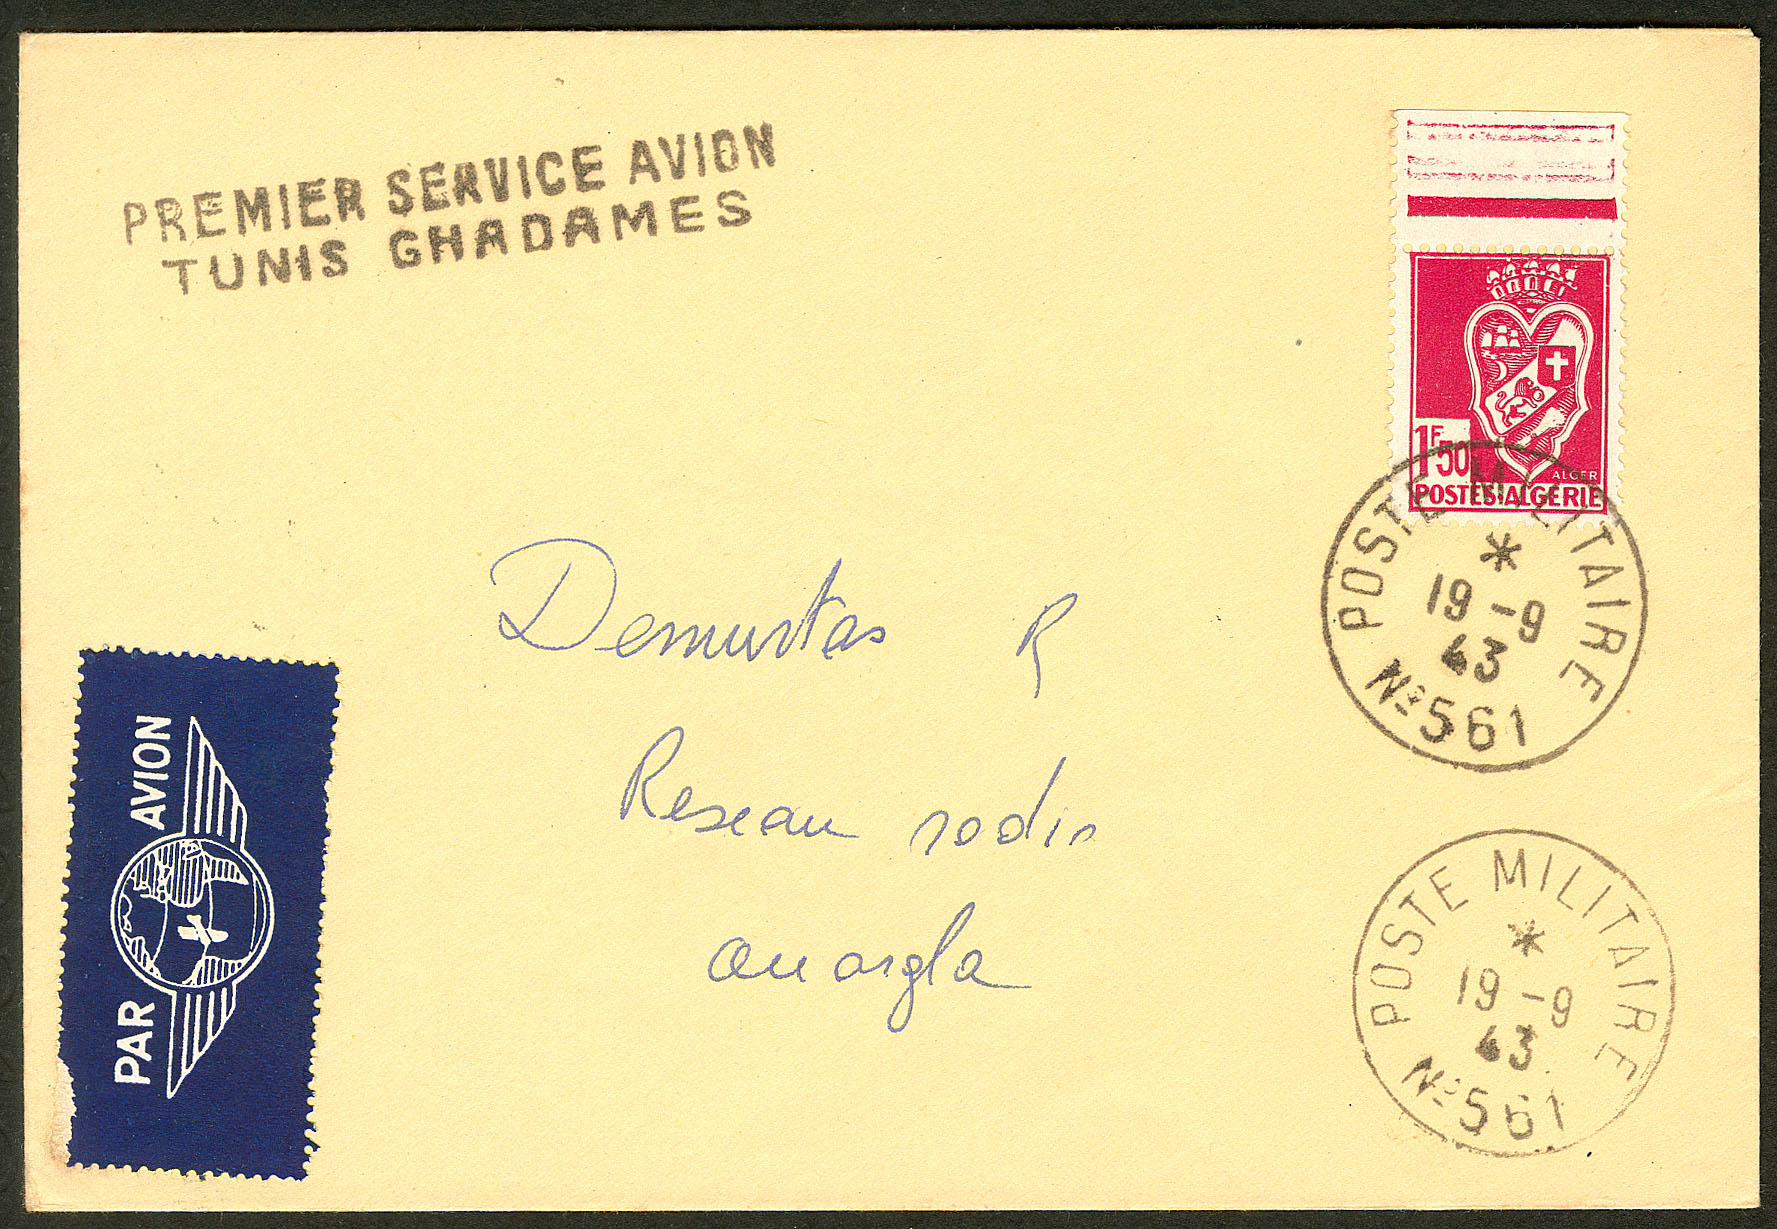 PREMIER SERVICE AVION
TUNIS GHADAMES
1F50
ALGER
POSTES ALGERIE
POSTE MILITAIRE
*
19 -9
43
Nº 561
Demurtas R
Reseau radio
Ouargla
PAR AVION
POSTE MILITAIRE
*
19 -9
43
Nº 561